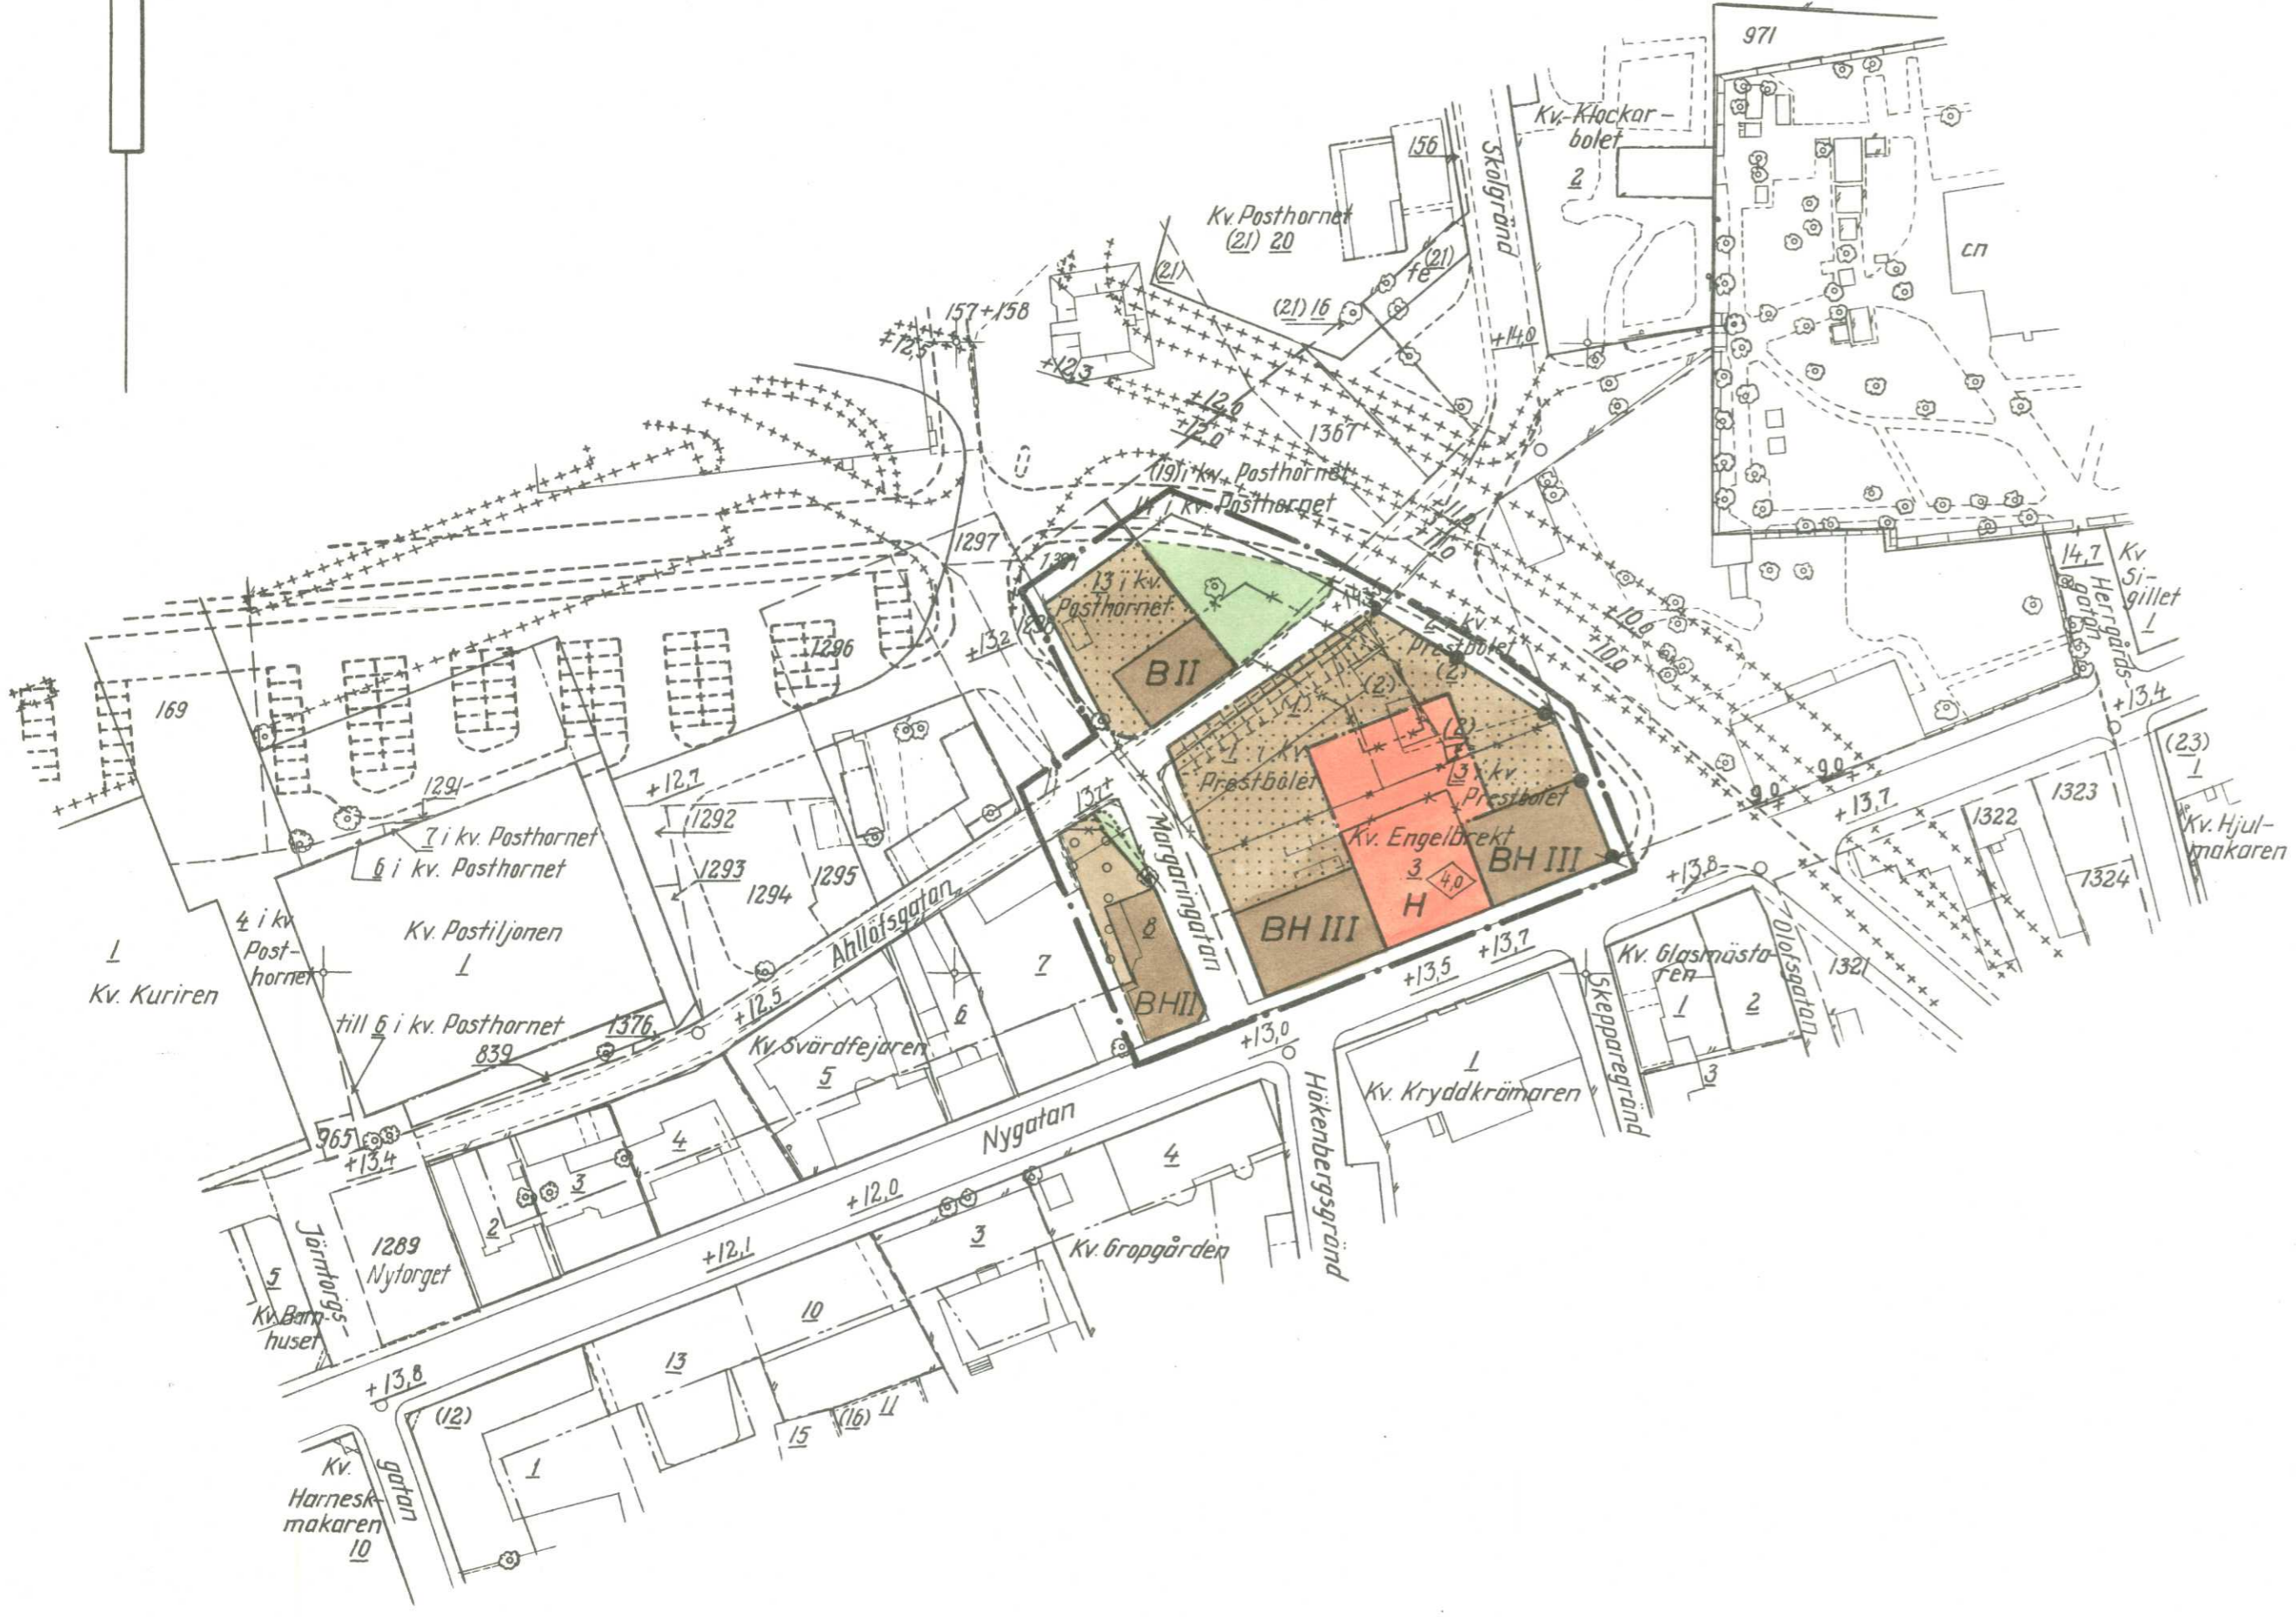 971
Kv. Klockar-
bolet
2
156
Skolgränd
Kv. Posthornet
(21) 20
cn
(21)
fe
(21)
(21) 16
157+158
+12,5
+12,3
+14,0
+12,0
+12,0
1367
(19) i kv. Posthornet
14 i kv. Posthornet
+11,0
+11,0
1297
14,7
Herrgårds-
gatan
Kv
Si-
gillet
1
13 i kv.
Posthornet
+13,2
1296
B II
4 i kv
Prestbolet
(2)
(2)
(1)
(2)
+10,0
+10,0
169
+13,4
(23)
1
1 i kv.
Prestbolet
3 i kv.
Prestbolet
9,0
9,0
+12,7
1291
1292
13,7+
+13,7
1323
1322
7 i kv. Posthornet
6 i kv. Posthornet
1293
1294
1295
Margaringatan
Kv. Engelbrekt
3
4,0
H
BH III
BH III
+13,8
Kv. Hjul-
makaren
1324
4 i kv
Post-
hornet
Kv. Postiljonen
1
Ahllöfsgatan
8
BHII
7
+13,7
+13,5
Kv. Glasmästa-
ren
1
2
Olofsgatan
1321
1
Kv. Kuriren
till 6 i kv. Posthornet
839
1376
+12,5
6
Kv. Svärdfejaren
5
+13,0
1
Kv. Kryddkrämaren
Skepparegränd
3
965
+13,4
4
3
2
Nygatan
4
Hökenbergsgränd
+12,0
3
Kv. Gropgården
+12,1
1289
Nytorget
5
Kv. Barn-
huset
Järntorgs-
gatan
10
13
+13,8
(12)
15
(16)
11
1
Kv.
Harnesk-
makaren
10